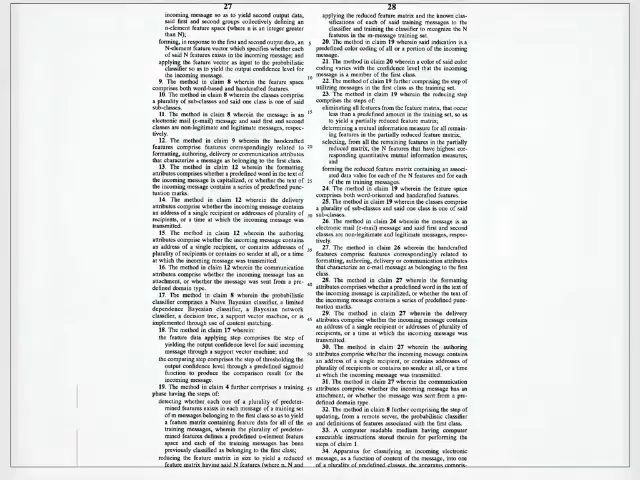 27
incoming message so as to yield second output data,
said first and second groups collectively defining an
n-element feature space (where n is an integer greater
than N);
forming, in response to the first and second output data, an
N-element feature vector which specifies whether each
of said N features exists in the incoming message; and
applying the feature vector as input to the probabilistic
classifier so as to yield the output confidence level for
the incoming message.
9. The method in claim 8 wherein the feature space
comprises both word-based and handcrafted features.
10. The method in claim 8 wherein the classes comprise
a plurality of sub-classes and said one class is one of said
sub-classes.
11. The method in claim 8 wherein the message is an
electronic mail (e-mail) message and said first and second
classes are non-legitimate and legitimate messages, respec-
tively.
12. The method in claim 9 wherein the handcrafted
features comprise features correspondingly related to
formatting, authoring, delivery or communication attributes
that characterize a message as belonging to the first class.
13. The method in claim 12 wherein the formatting
attributes comprises whether a predefined word in the text of
the incoming message is capitalized, or whether the text of
the incoming message contains a series of predefined punc-
tuation marks.
14. The method in claim 12 wherein the delivery
attributes comprise whether the incoming message contains
an address of a single recipient or addresses of plurality of
recipients, or a time at which the incoming message was
transmitted.
15. The method in claim 12 wherein the authoring
attributes comprise whether the incoming message contains
an address of a single recipient, or contains addresses of
plurality of recipients or contains no sender at all, or a time
at which the incoming message was transmitted.
16. The method in claim 12 wherein the communication
attributes comprise whether the incoming message has an
attachment, or whether the message was sent from a pre-
defined domain type.
17. The method in claim 8 wherein the probabilistic
classifier comprises a Naive Bayesian classifier, a limited
dependence Bayesian classifier, a Bayesian network
classifier, a decision tree, a support vector machine, or is
implemented through use of content matching.
18. The method in claim 17 wherein:
the feature data applying step comprises the step of
yielding the output confidence level for said incoming
message through a support vector machine; and
the comparing step comprises the step of thresholding the
output confidence level through a predefined sigmoid
function to produce the comparison result for the
incoming message.
19. The method in claim 4 further comprises a training
phase having the steps of:
detecting whether each one of a plurality of predeter-
mined features exists in each message of a training set
of m messages belonging to the first class so as to yield
a feature matrix containing feature data for all of the
training messages, wherein the plurality of predeter-
mined features defines a predefined n-element feature
space and each of the training messages has been
previously classified as belonging to the first class;
reducing the feature matrix in size to yield a reduced
feature matrix having said N features (where n, N and
5
10
15
20
25
30
35
40
45
50
55
60
65
28
applying the reduced feature matrix and the known clas-
sifications of each of said training messages to the
classifier and training the classifier to recognize the N
features in the m-message training set.
20. The method in claim 19 wherein said indication is a
predefined color coding of all or a portion of the incoming
message.
21. The method in claim 20 wherein a color of said color
coding varies with the confidence level that the incoming
message is a member of the first class.
22. The method of claim 19 further comprising the step of
utilizing messages in the first class as the training set.
23. The method in claim 19 wherein the reducing step
comprises the steps of:
eliminating all features from the feature matrix, that occur
less than a predefined amount in the training set, so as
to yield a partially reduced feature matrix;
determining a mutual information measure for all remain-
ing features in the partially reduced feature matrix;
selecting, from all the remaining features in the partially
reduced matrix, the N features that have highest cor-
responding quantitative mutual information measures;
and
forming the reduced feature matrix containing an associ-
ated data value for each of the N features and for each
of the m training messages.
24. The method in claim 19 wherein the feature space
comprises both word-oriented and handcrafted features.
25. The method in claim 19 wherein the classes comprise
a plurality of sub-classes and said one class is one of said
sub-classes.
26. The method in claim 24 wherein the message is an
electronic mail (e-mail) message and said first and second
classes are non-legitimate and legitimate messages, respec-
tively.
27. The method in claim 26 wherein the handcrafted
features comprise features correspondingly related to
formatting, authoring, delivery or communication attributes
that characterize an e-mail message as belonging to the first
class.
28. The method in claim 27 wherein the formatting
attributes comprises whether a predefined word in the text of
the incoming message is capitalized, or whether the text of
the incoming message contains a series of predefined punc-
tuation marks.
29. The method in claim 27 wherein the delivery
attributes comprise whether the incoming message contains
an address of a single recipient or addresses of plurality of
recipients, or a time at which the incoming message was
transmitted.
30. The method in claim 27 wherein the authoring
attributes comprise whether the incoming message contains
an address of a single recipient, or contains addresses of
plurality of recipients or contains no sender at all, or a time
at which the incoming message was transmitted.
31. The method in claim 27 wherein the communication
attributes comprise whether the incoming message has an
attachment, or whether the message was sent from a pre-
defined domain type.
32. The method in claim 8 further comprising the step of
updating, from a remote server, the probabilistic classifier
and definitions of features associated with the first class.
33. A computer readable medium having computer
executable instructions stored therein for performing the
steps of claim 1.
34. Apparatus for classifying an incoming electronic
message, as a function of content of the message, into one
of a plurality of predefined classes, the apparatus compris-